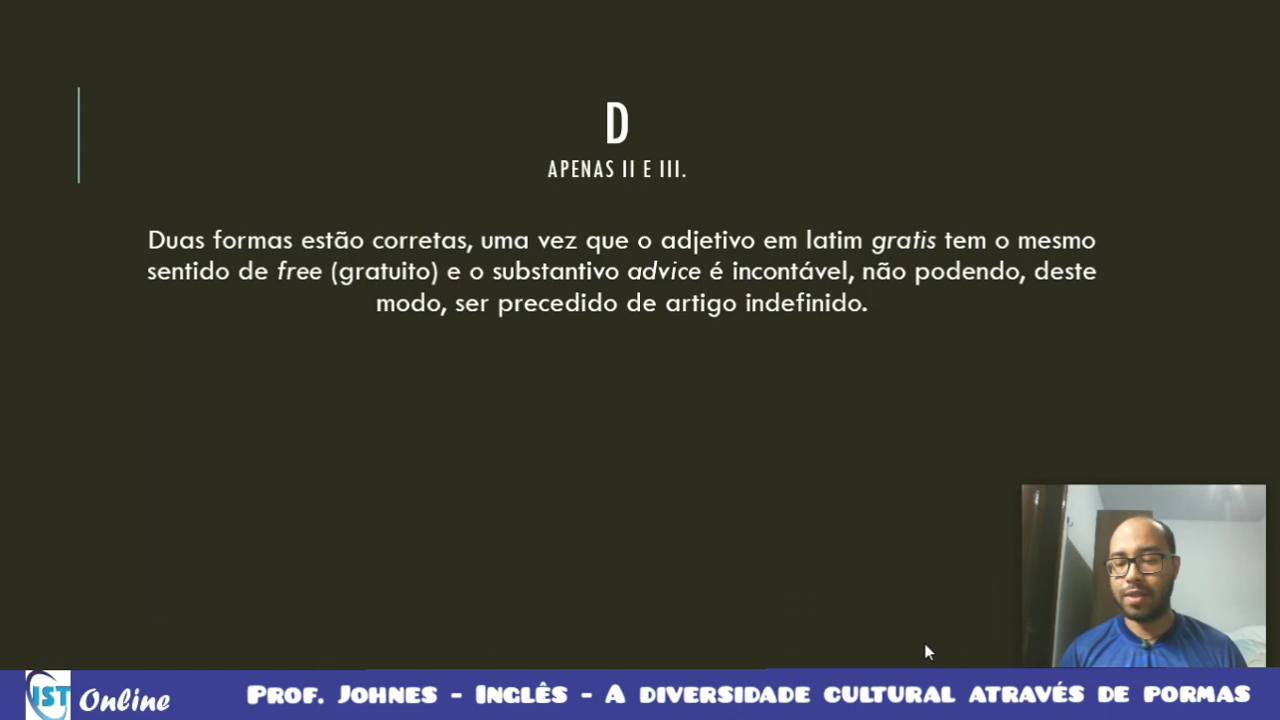 D
APENAS II E III.
Duas formas estão corretas, uma vez que o adjetivo em latim gratis tem o mesmo
sentido de free (gratuito) e o substantivo advice é incontável, não podendo, deste
modo, ser precedido de artigo indefinido.
IST Online
Prof. Johnes - Inglês - A diversidade cultural através de pormas